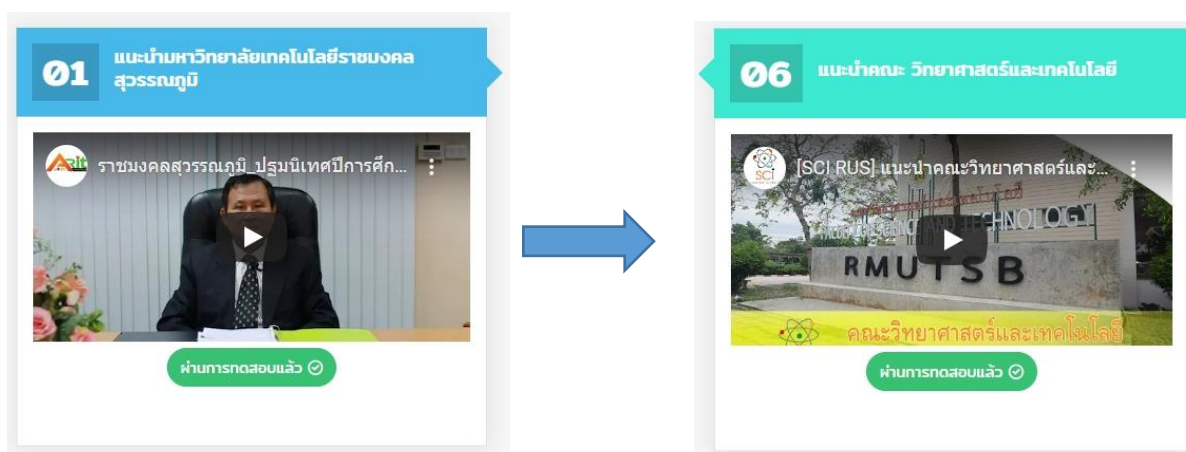 01
แนะนำมหาวิทยาลัยเทคโนโลยีราชมงคล
สุวรรณภูมิ
Arit
ราชมงคลสุวรรณภูมิ_ปฐมนิเทศปีการศึก...
ผ่านการทดสอบแล้ว
06
แนะนำคณะ วิทยาศาสตร์และเทคโนโลยี
SCI
[SCI RUS] แนะนำคณะวิทยาศาสตร์และ...
AND TECHNOLOGY
RMUTSB
คณะวิทยาศาสตร์และเทคโนโลยี
ผ่านการทดสอบแล้ว